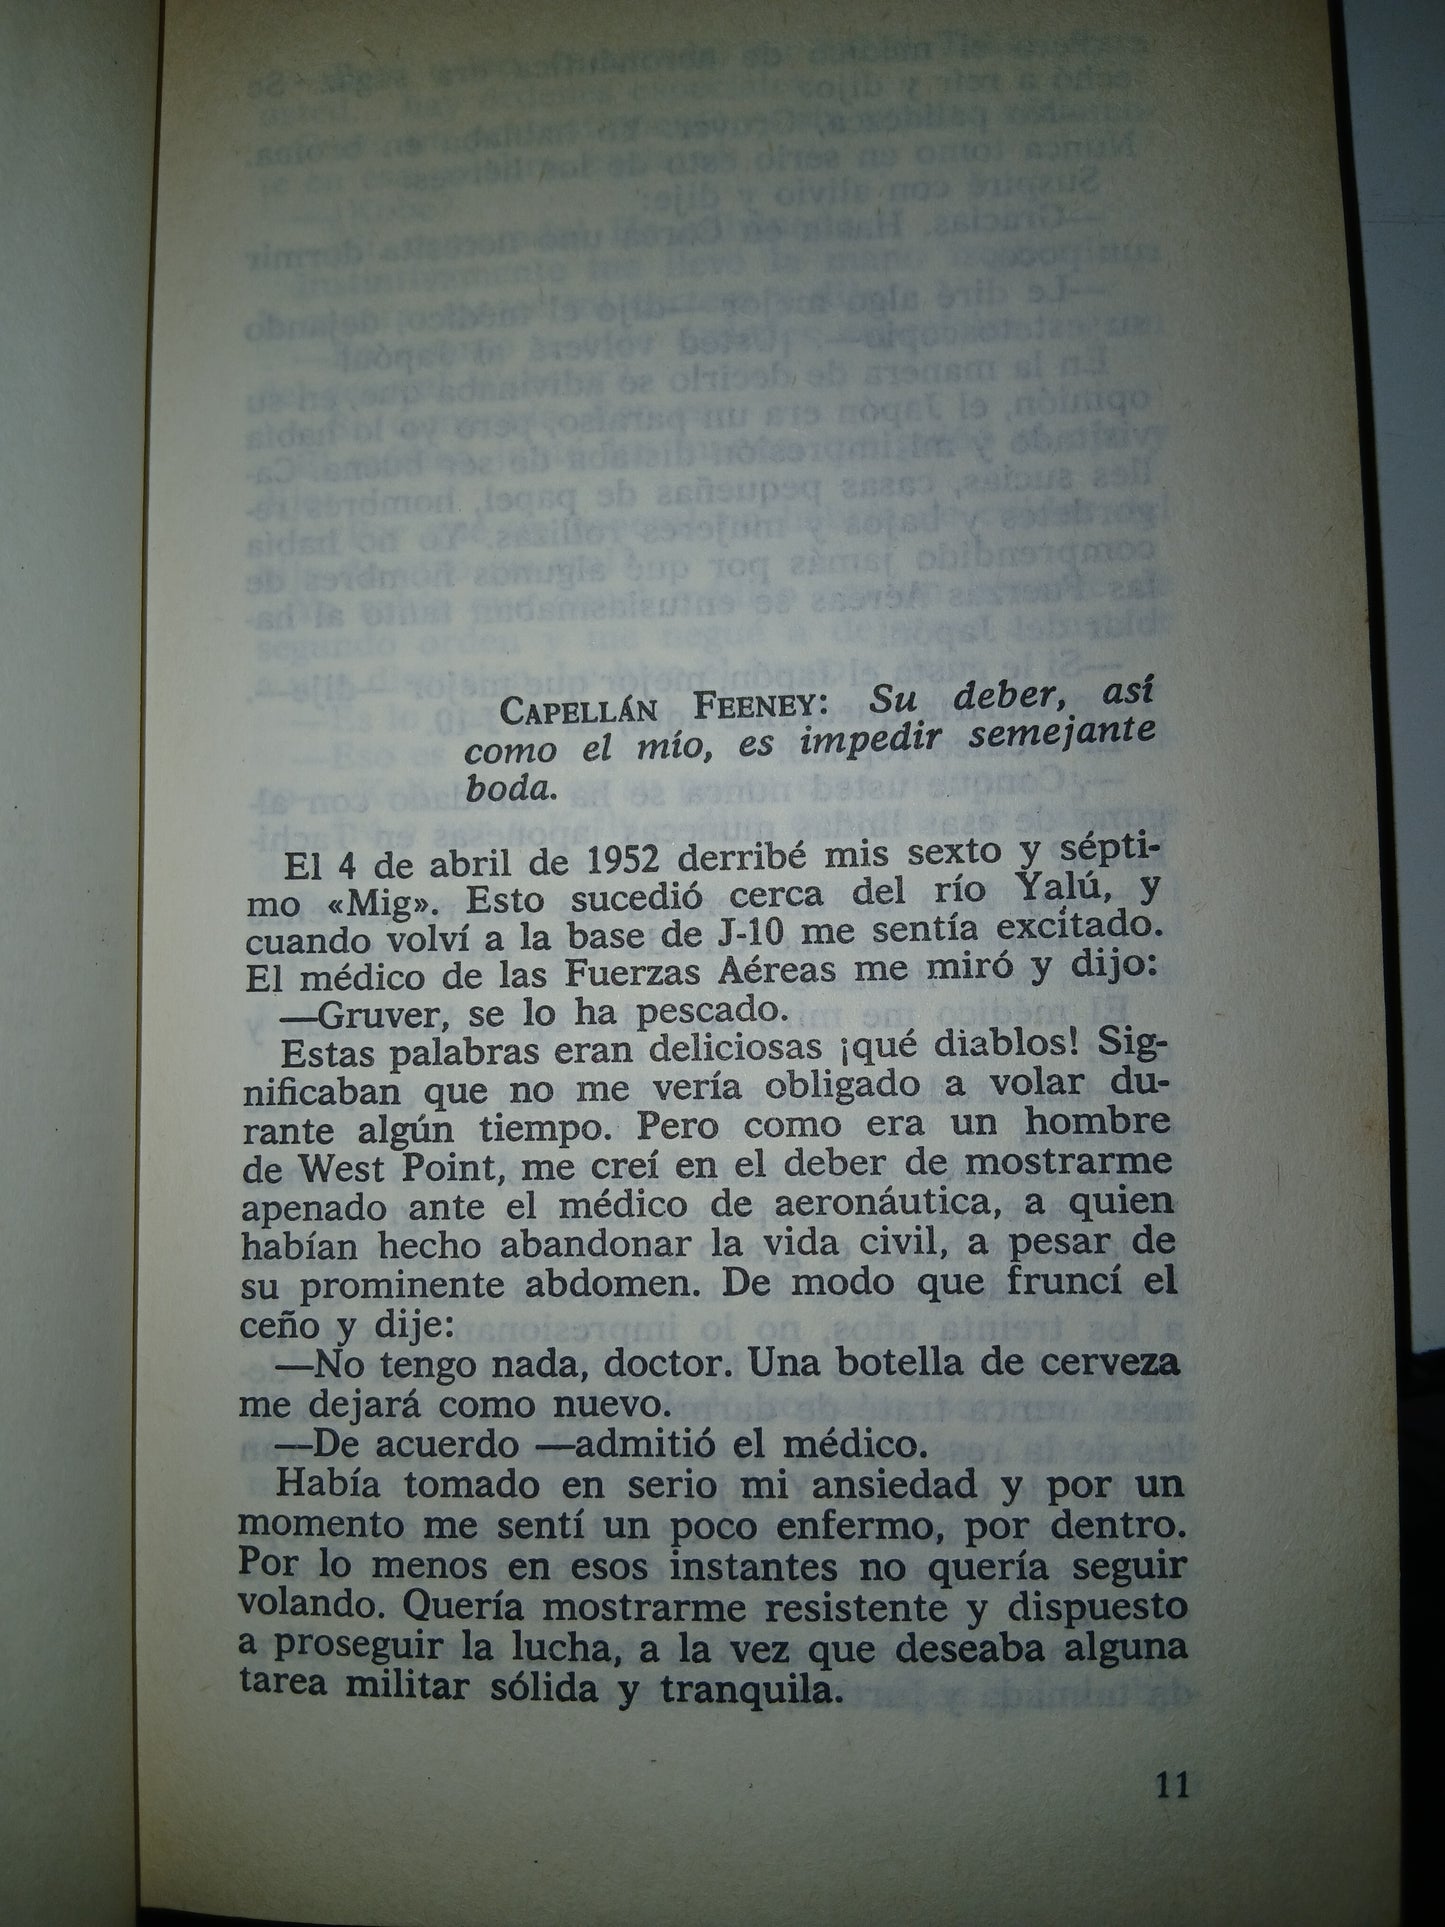 CAPELLÁN FEENEY: Su deber, así
como el mío, es impedir semejante
boda.
El 4 de abril de 1952 derribé mis sexto y sépti-
mo «Mig». Esto sucedió cerca del río Yalú, y
cuando volví a la base de J-10 me sentía excitado.
El médico de las Fuerzas Aéreas me miró y dijo:
—Gruver, se lo ha pescado.
Estas palabras eran deliciosas ¡qué diablos! Sig-
nificaban que no me vería obligado a volar du-
rante algún tiempo. Pero como era un hombre
de West Point, me creí en el deber de mostrarme
apenado ante el médico de aeronáutica, a quien
habían hecho abandonar la vida civil, a pesar de
su prominente abdomen. De modo que fruncí el
ceño y dije:
—No tengo nada, doctor. Una botella de cerveza
me dejará como nuevo.
—De acuerdo —admitió el médico.
Había tomado en serio mi ansiedad y por un
momento me sentí un poco enfermo, por dentro.
Por lo menos en esos instantes no quería seguir
volando. Quería mostrarme resistente y dispuesto
a proseguir la lucha, a la vez que deseaba alguna
tarea militar sólida y tranquila.
11